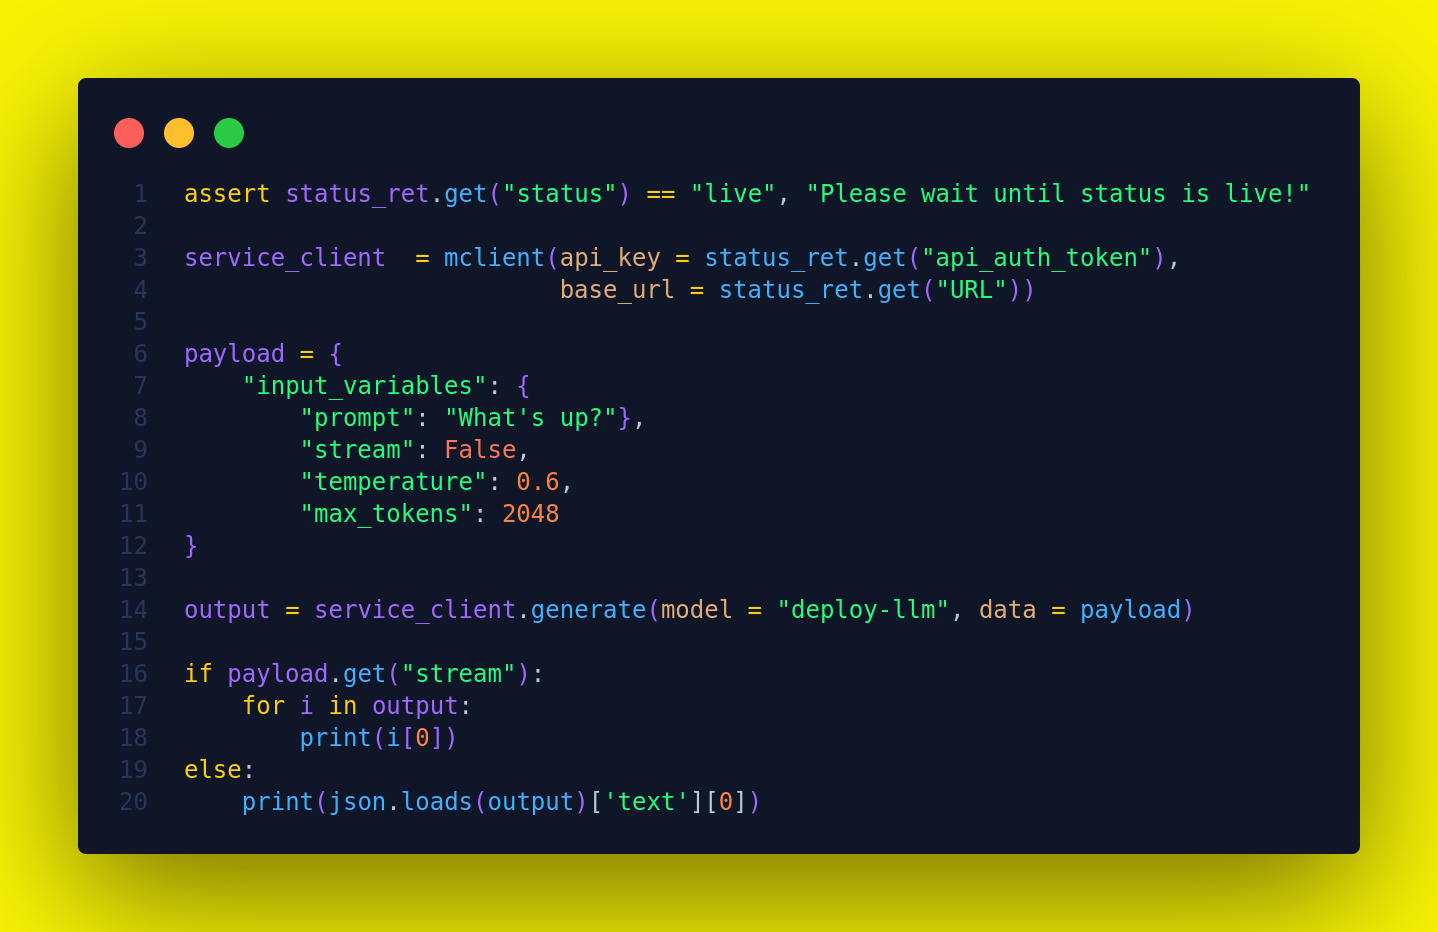 1 assert status_ret.get("status") == "live", "Please wait until status is live!"
2
3 service_client  = mclient(api_key = status_ret.get("api_auth_token"),
4                           base_url = status_ret.get("URL"))
5
6 payload = {
7     "input_variables": {
8         "prompt": "What's up?"},
9         "stream": False,
10         "temperature": 0.6,
11         "max_tokens": 2048
12 }
13
14 output = service_client.generate(model = "deploy-llm", data = payload)
15
16 if payload.get("stream"):
17     for i in output:
18         print(i[0])
19 else:
20     print(json.loads(output)['text'][0])